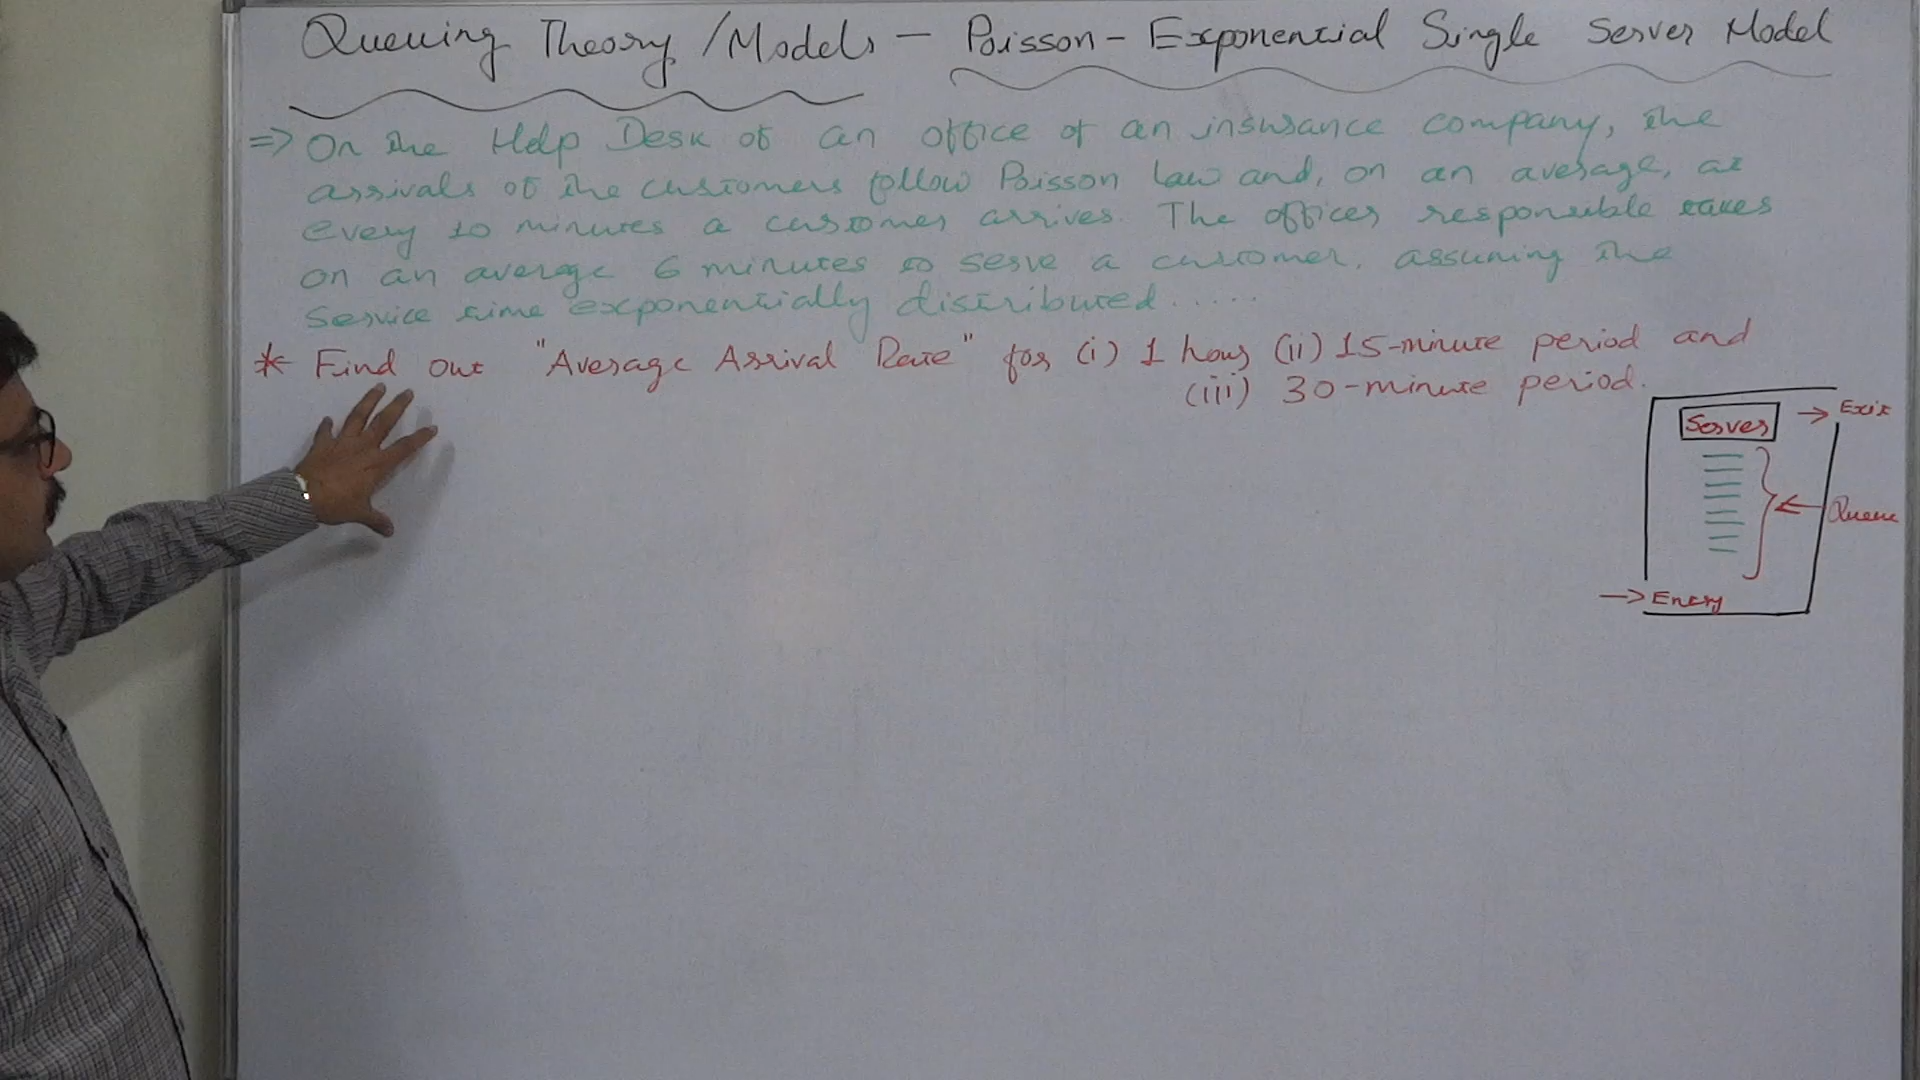 Queuing Theory/Models - Poisson-Exponential Single Server Model
=> On the Help Desk of an office of an insurance company, the
arrivals of the customers follow Poisson law and, on an average, at
every 10 minutes a customer arrives. The officer responsible takes
on an average 6 minutes to serve a customer, assuming the
service time exponentially distributed.....
* Find out "Average Arrival Rate" for (i) 1 hour (ii) 15-minute period and
(iii) 30-minute period.
Server
→ Exit
Queue
→ Entry